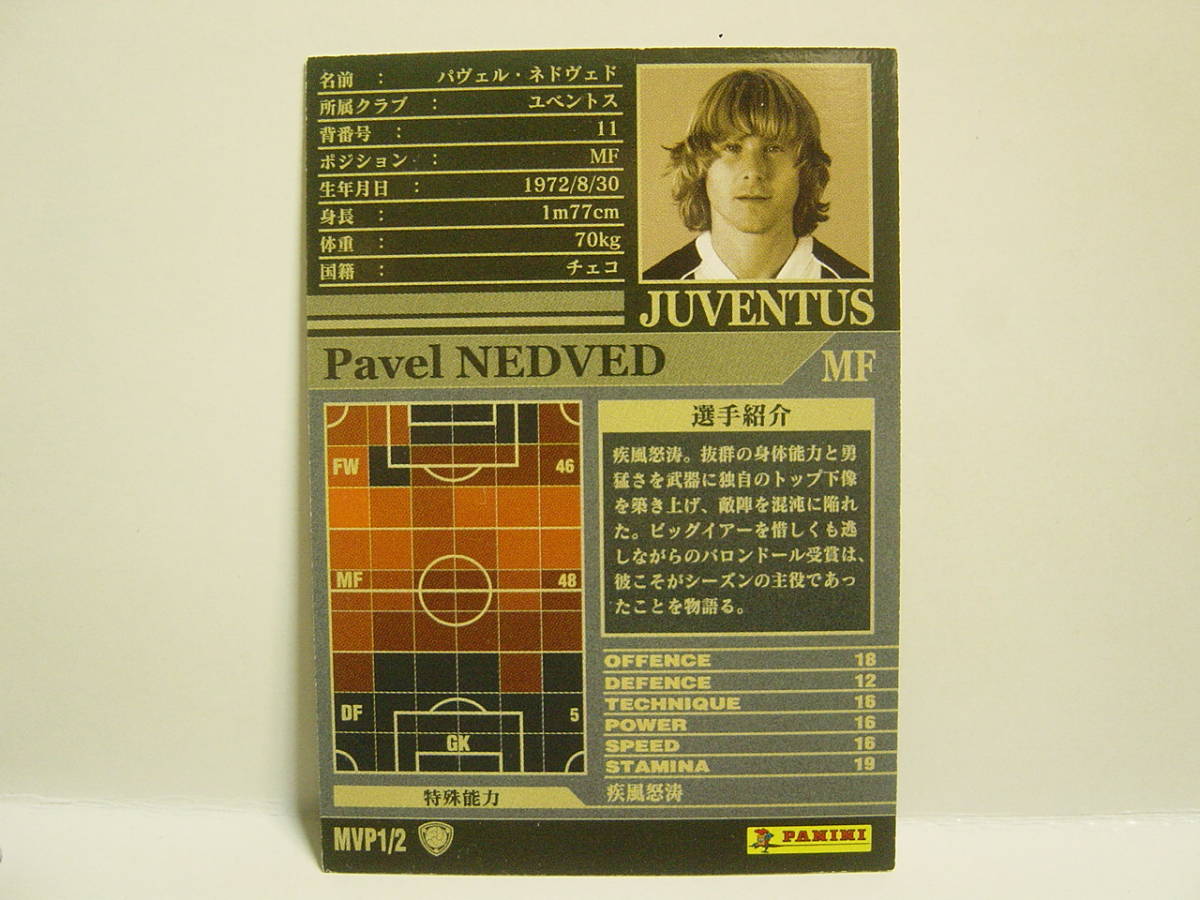 名前 : パヴェル・ネドヴェド
所属クラブ : ユベントス
背番号 : 11
ポジション : MF
生年月日 : 1972/8/30
身長 : 1m77cm
体重 : 70kg
国籍 : チェコ
JUVENTUS
Pavel NEDVED
MF
FW 46
MF 48
DF 5
GK
選手紹介
疾風怒涛。抜群の身体能力と勇
猛さを武器に独自のトップ下像
を築き上げ、敵陣を混沌に陥れ
た。ビッグイアーを惜しくも逃
しながらのバロンドール受賞は、
彼こそがシーズンの主役であっ
たことを物語る。
OFFENCE 18
DEFENCE 12
TECHNIQUE 16
POWER 16
SPEED 16
STAMINA 19
特殊能力
疾風怒涛
MVP1/2
PANINI